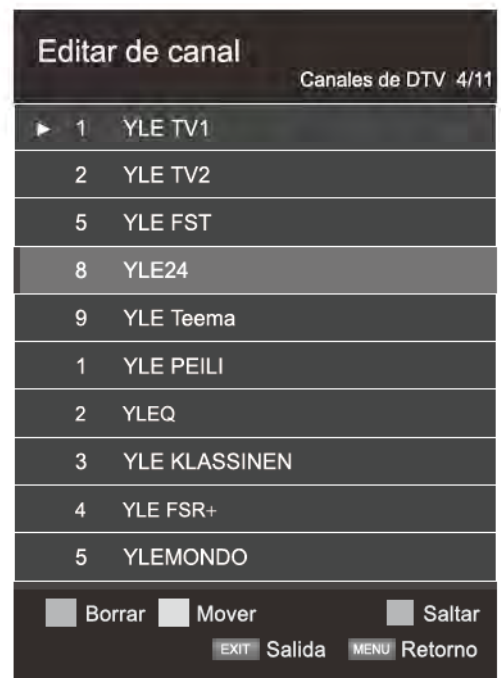 Editar de canal
Canales de DTV 4/11
► 1 YLE TV1
2 YLE TV2
5 YLE FST
8 YLE24
9 YLE Teema
1 YLE PEILI
2 YLEQ
3 YLE KLASSINEN
4 YLE FSR+
5 YLEMONDO
Borrar Mover Saltar
EXIT Salida MENU Retorno